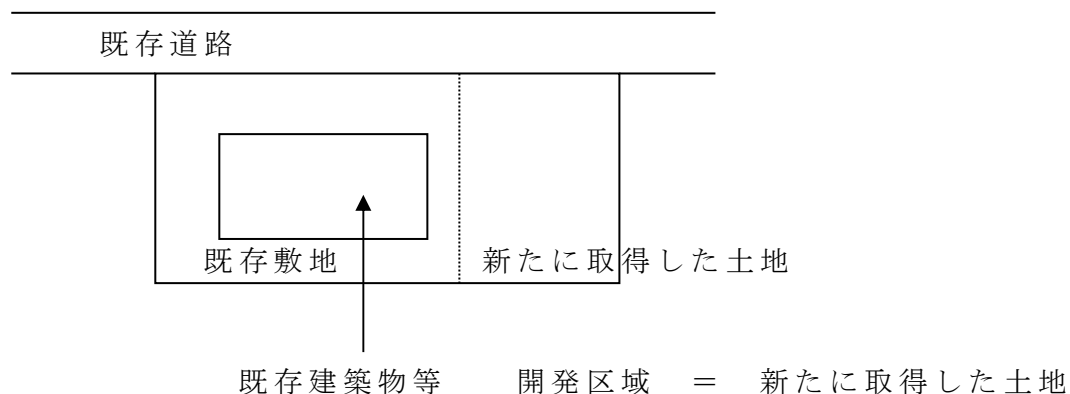 既存道路
既存敷地 新たに取得した土地
既存建築物等 開発区域 = 新たに取得した土地